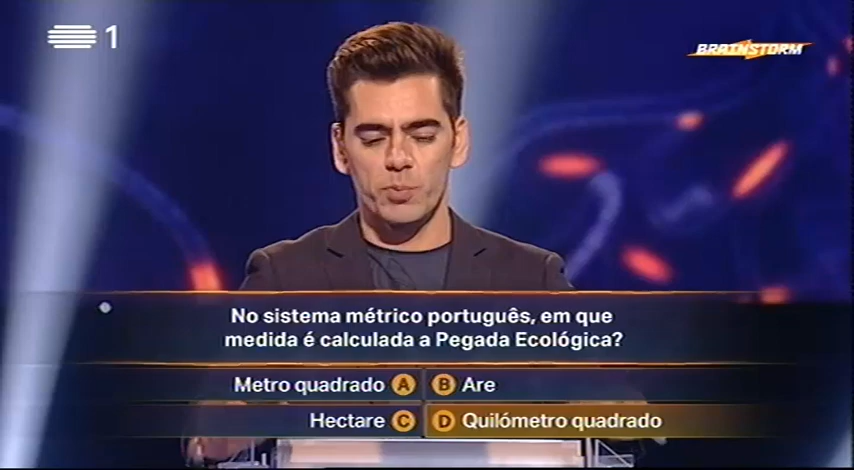 1
BRAINSTORM
No sistema métrico português, em que
medida é calculada a Pegada Ecológica?
Metro quadrado A
B Are
Hectare C
D Quilómetro quadrado